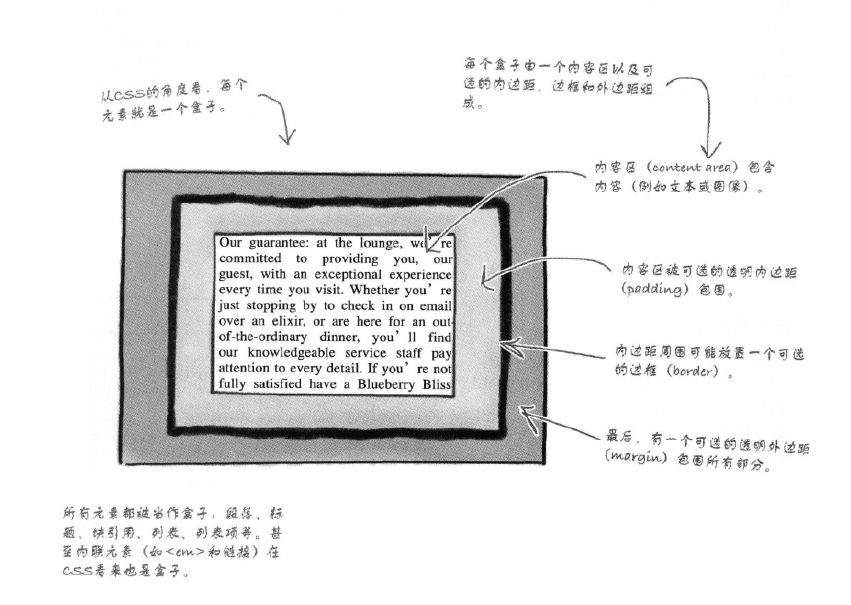 从CSS的角度看，每个
元素就是一个盒子。
每个盒子由一个内容区以及可
选的内边距、边框和外边距组
成。
内容区（content area）包含
内容（例如文本或图像）。
Our guarantee: at the lounge, we're
committed to providing you, our
guest, with an exceptional experience
every time you visit. Whether you're
just stopping by to check in on email
over an elixir, or are here for an out-
of-the-ordinary dinner, you'll find
our knowledgeable service staff pay
attention to every detail. If you're not
fully satisfied have a Blueberry Bliss
内容区被可选的透明内边距
（padding）包围。
内边距周围可能放置一个可选
的边框（border）。
最后，有一个可选的透明外边距
（margin）包围所有部分。
所有元素都被当作盒子：段落、标
题、块引用、列表、列表项等。甚
至内联元素（如<em>和链接）在
CSS看来也是盒子。